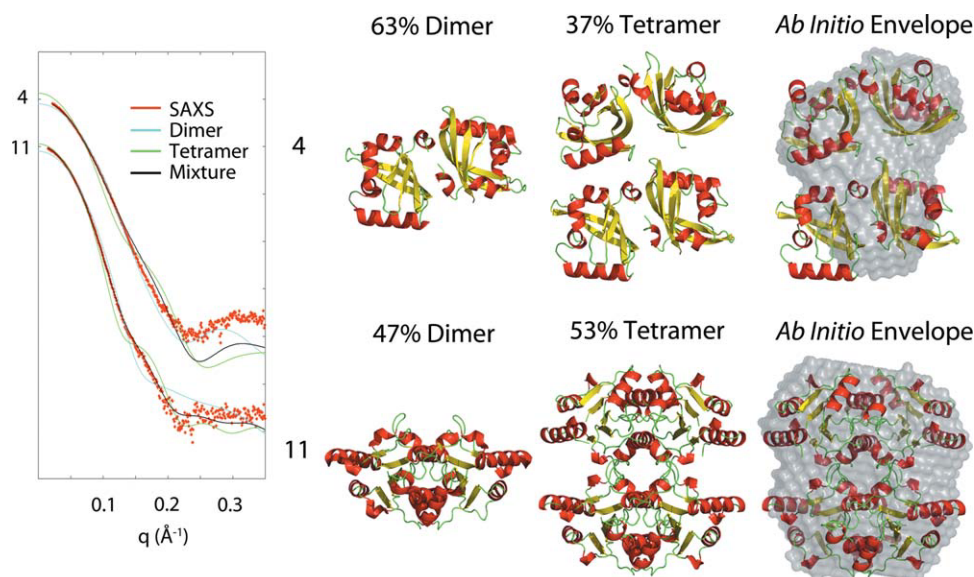 63% Dimer
37% Tetramer
Ab Initio Envelope
4
11
SAXS
Dimer
Tetramer
Mixture
4
0
0.1
0.2
0.3
q (Å⁻¹)
47% Dimer
53% Tetramer
Ab Initio Envelope
11